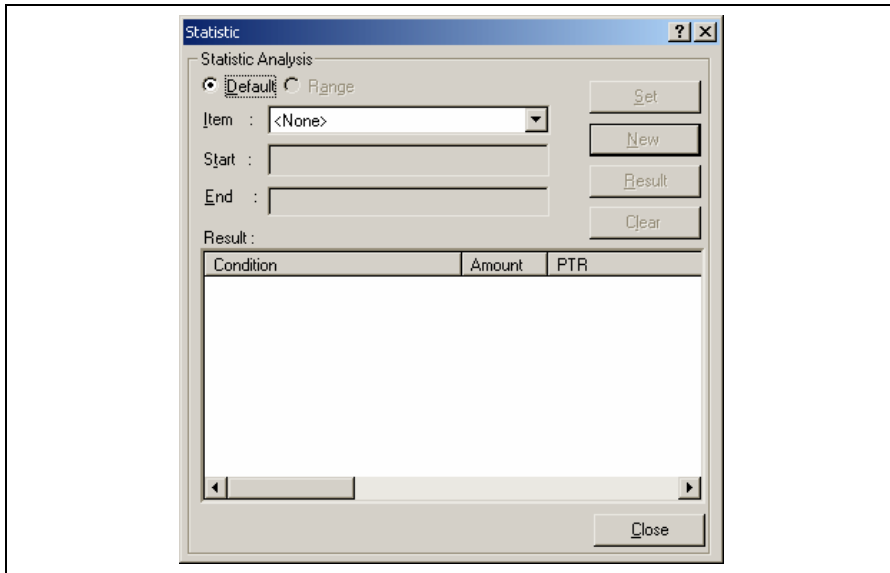 Statistic
Statistic Analysis
Default Range
Set
Item : <None>
New
Start :
Result
End :
Clear
Result :
Condition Amount PTR
Close